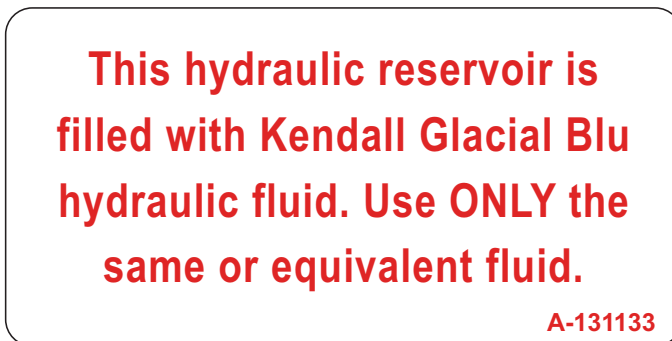 This hydraulic reservoir is
filled with Kendall Glacial Blu
hydraulic fluid. Use ONLY the
same or equivalent fluid.
A-131133